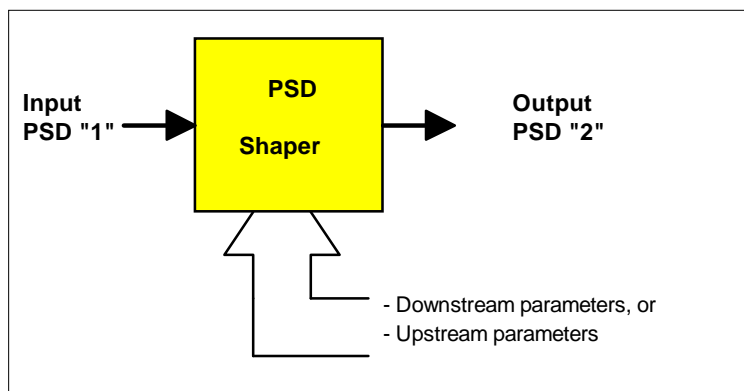 PSD
Shaper
Input
PSD "1"
Output
PSD "2"
- Downstream parameters, or
- Upstream parameters